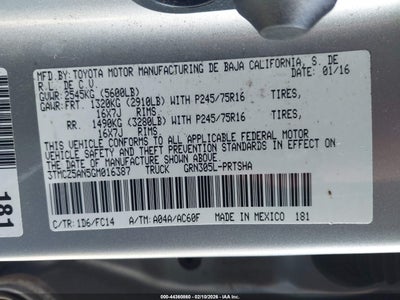 MFD.BY: TOYOTA MOTOR MANUFACTURING DE BAJA CALIFORNIA, S. DE
R.L. DE C.V. DATE: 01/16
GVWR: 2545KG (5600LB)
GAWR: FRT. 1320KG (2910LB) WITH P245/75R16 TIRES,
16X7J RIMS
RR. 1490KG (3280LB) WITH P245/75R16 TIRES,
16X7J RIMS
THIS VEHICLE CONFORMS TO ALL APPLICABLE FEDERAL MOTOR
VEHICLE SAFETY AND THEFT PREVENTION STANDARDS IN EFFECT ON
THE DATE OF MANUFACTURE SHOWN ABOVE.
3TMCZ5AN5GM016387 TRUCK GRN305L-PRTSHA
C/TR: 1D6/FC14 A/TM: A04A/AC60F MADE IN MEXICO 181
181
000-44360060 - 02/10/2026 - www.iaai.com